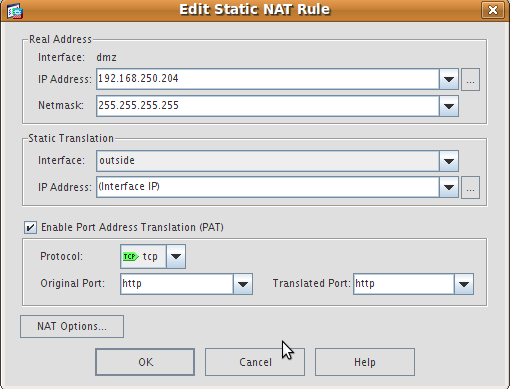 Edit Static NAT Rule
Real Address
Interface: dmz
IP Address: 192.168.250.204 ...
Netmask: 255.255.255.255
Static Translation
Interface: outside
IP Address: (Interface IP) ...
Enable Port Address Translation (PAT)
Protocol: TCP tcp
Original Port: http Translated Port: http
NAT Options...
OK Cancel Help